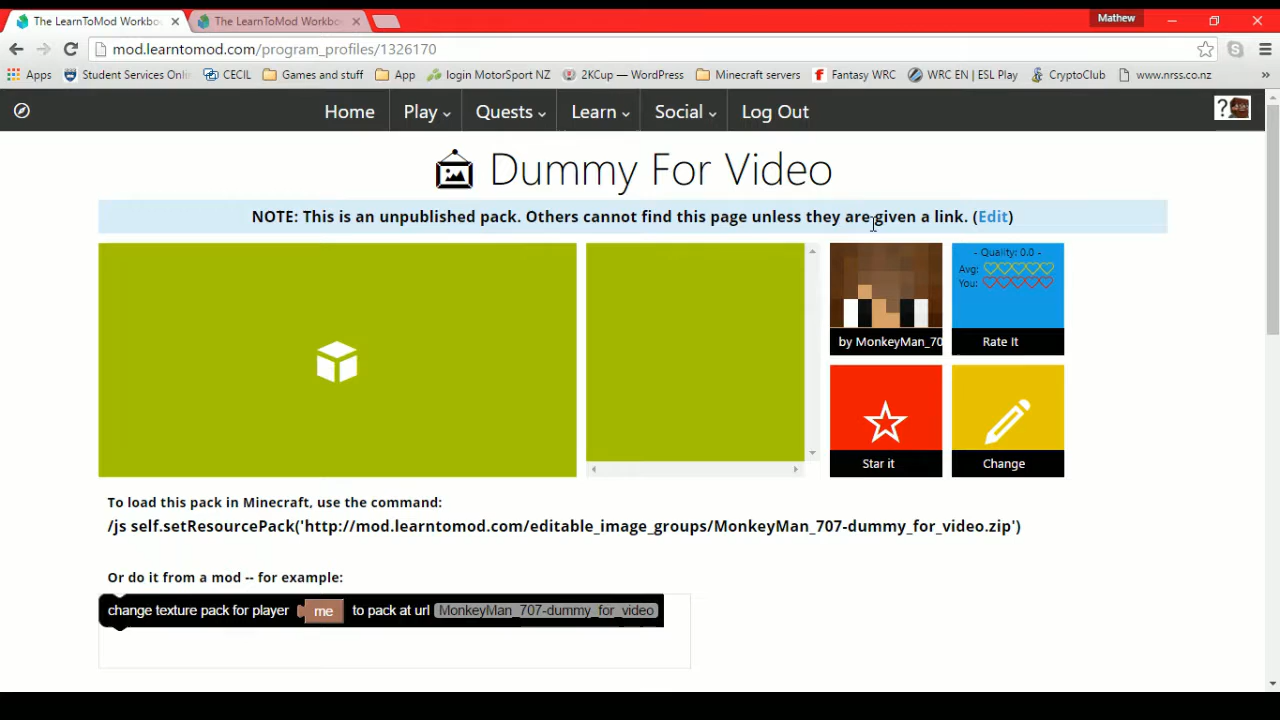 The LearnToMod Workbo
The LearnToMod Workbo
Mathew
mod.learntomod.com/program_profiles/1326170
Apps Student Services Onli CECIL Games and stuff App login MotorSport NZ 2KCup — WordPress Minecraft servers Fantasy WRC WRC EN | ESL Play CryptoClub www.nrss.co.nz »
Home Play Quests Learn Social Log Out
Dummy For Video
NOTE: This is an unpublished pack. Others cannot find this page unless they are given a link. (Edit)
- Quality: 0.0 -
Avg:
You:
by MonkeyMan_70
Rate It
Star it
Change
To load this pack in Minecraft, use the command:
/js self.setResourcePack('http://mod.learntomod.com/editable_image_groups/MonkeyMan_707-dummy_for_video.zip')
Or do it from a mod -- for example:
change texture pack for player me to pack at url MonkeyMan_707-dummy_for_video